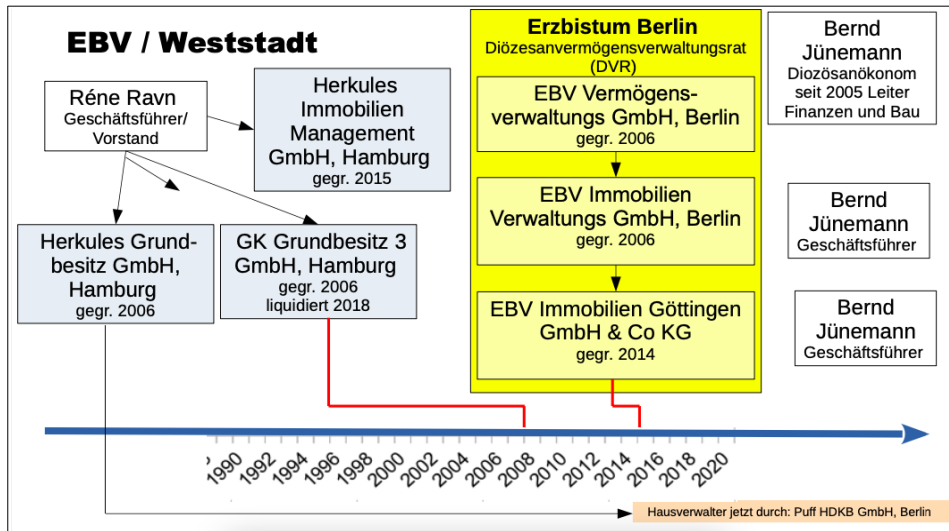 EBV / Weststadt
Réne Ravn
Geschäftsführer/
Vorstand
Herkules
Immobilien
Management
GmbH, Hamburg
gegr. 2015
Herkules Grund-
besitz GmbH,
Hamburg
gegr. 2006
GK Grundbesitz 3
GmbH, Hamburg
gegr. 2006
liquidiert 2018
Erzbistum Berlin
Diözesanvermögensverwaltungsrat
(DVR)
EBV Vermögens-
verwaltungs GmbH, Berlin
gegr. 2006
EBV Immobilien
Verwaltungs GmbH, Berlin
gegr. 2006
EBV Immobilien Göttingen
GmbH & Co KG
gegr. 2014
Bernd
Jünemann
Diozösanökonom
seit 2005 Leiter
Finanzen und Bau
Bernd
Jünemann
Geschäftsführer
Bernd
Jünemann
Geschäftsführer
1990 1992 1994 1996 1998 2000 2002 2004 2006 2008 2010 2012 2014 2016 2018 2020
Hausverwalter jetzt durch: Puff HDKB GmbH, Berlin